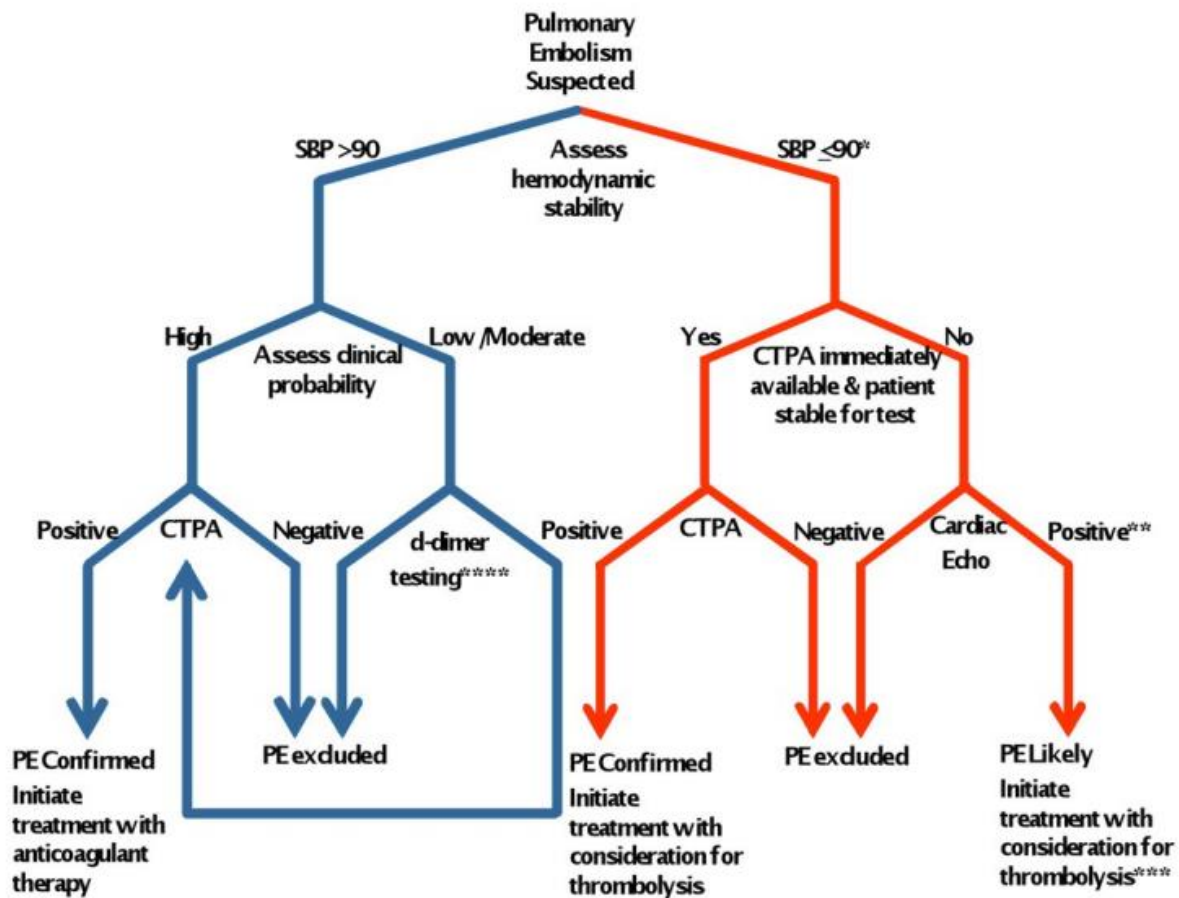 Pulmonary
Embolism
Suspected
SBP >90
Assess
hemodynamic
stability
SBP ≤90*
High
Assess clinical
probability
Low /Moderate
Yes
CTPA immediately
available & patient
stable for test
No
Positive
CTPA
Negative
d-dimer
testing****
Positive
CTPA
Negative
Cardiac
Echo
Positive**
PE Confirmed
Initiate
treatment with
anticoagulant
therapy
PE excluded
PE Confirmed
Initiate
treatment with
consideration for
thrombolysis
PE excluded
PE Likely
Initiate
treatment with
consideration for
thrombolysis***